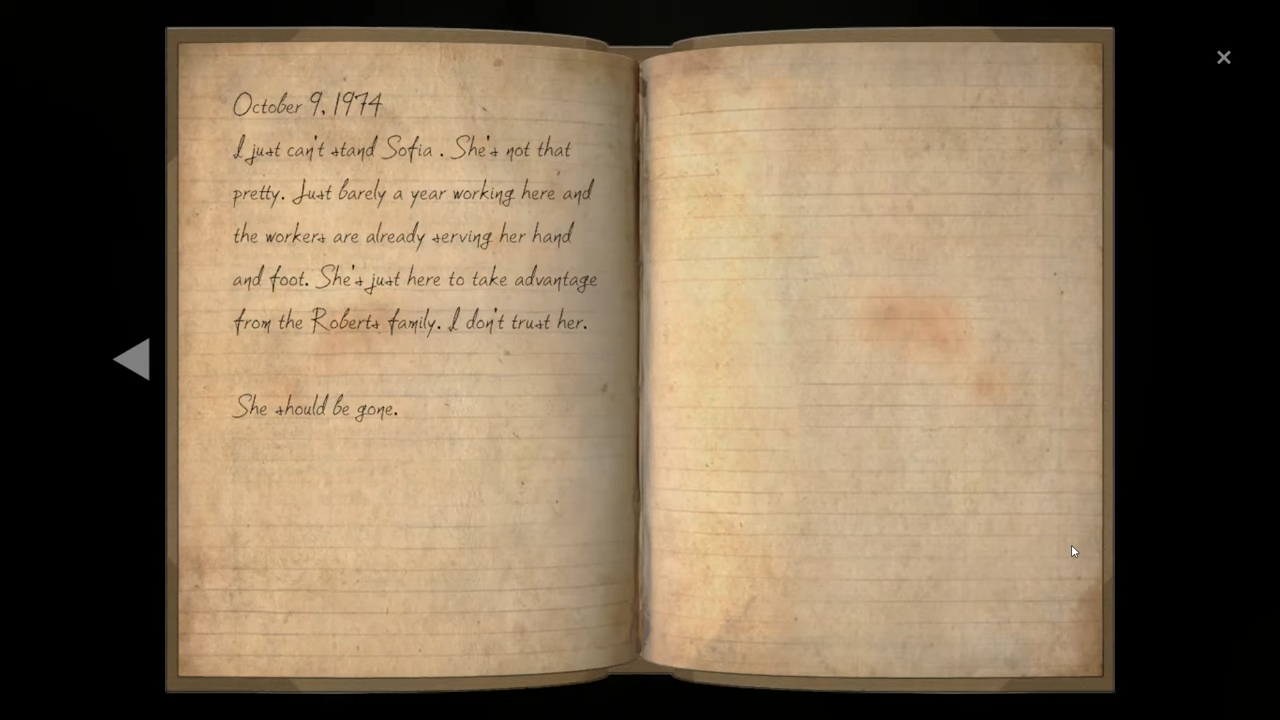 October 9, 1974
I just can't stand Sofia . She's not that
pretty. Just barely a year working here and
the workers are already serving her hand
and foot. She's just here to take advantage
from the Roberts family. I don't trust her.
She should be gone.